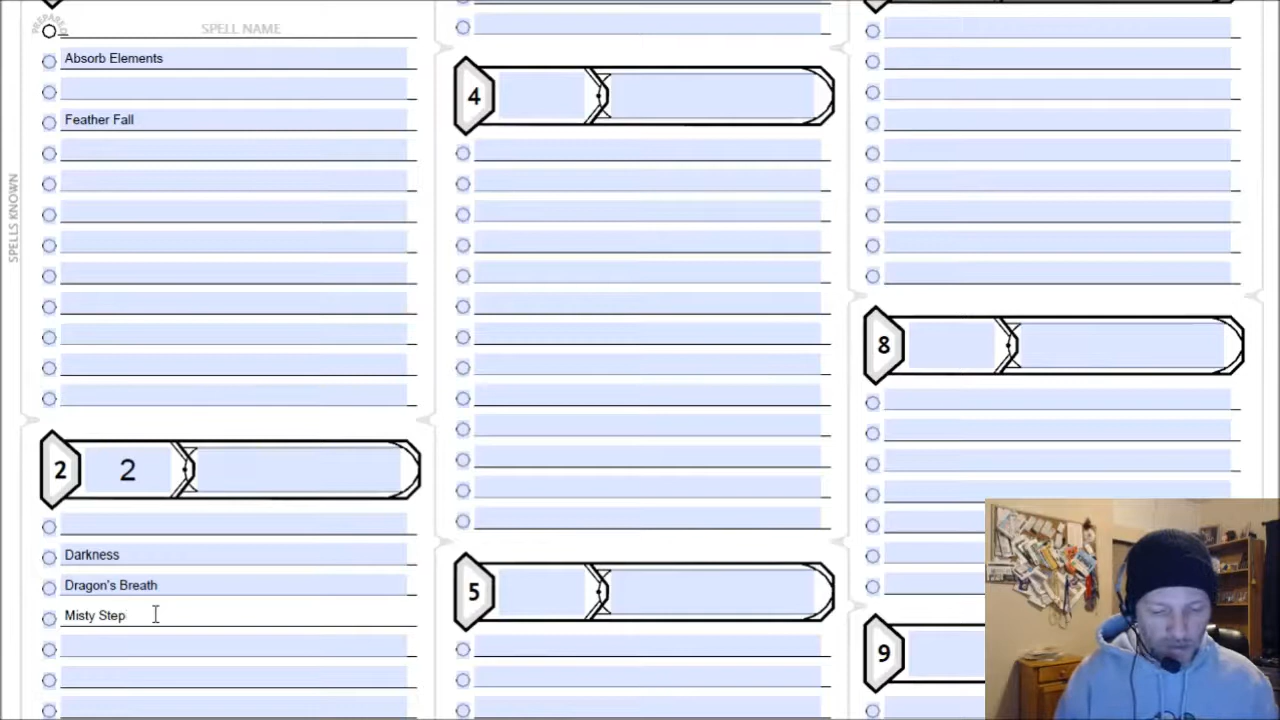 PREPARED
SPELL NAME
Absorb Elements
Feather Fall
SPELLS KNOWN
2
2
Darkness
Dragon's Breath
Misty Step
4
5
8
9